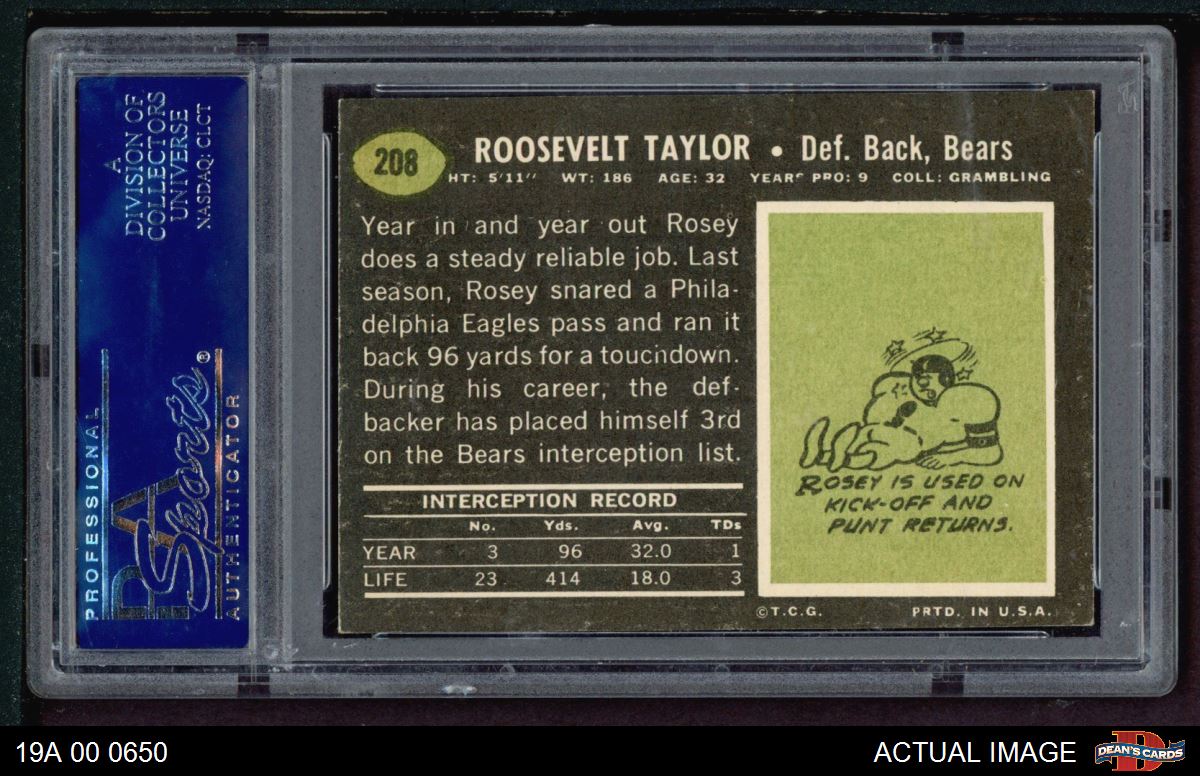 A
DIVISION OF
COLLECTORS
UNIVERSE
NASDAQ: CLCT
PROFESSIONAL
PSA
Sports®
AUTHENTICATOR
208
ROOSEVELT TAYLOR • Def. Back, Bears
HT: 5'11" WT: 186 AGE: 32 YEARS PRO: 9 COLL: GRAMBLING
Year in and year out Rosey
does a steady reliable job. Last
season, Rosey snared a Phila-
delphia Eagles pass and ran it
back 96 yards for a touchdown.
During his career, the def-
backer has placed himself 3rd
on the Bears interception list.
INTERCEPTION RECORD
No. Yds. Avg. TDs
YEAR 3 96 32.0 1
LIFE 23 414 18.0 3
ROSEY IS USED ON
KICK-OFF AND
PUNT RETURNS.
©T.C.G. PRTD. IN U.S.A.
19A 00 0650
ACTUAL IMAGE
DEAN'S CARDS